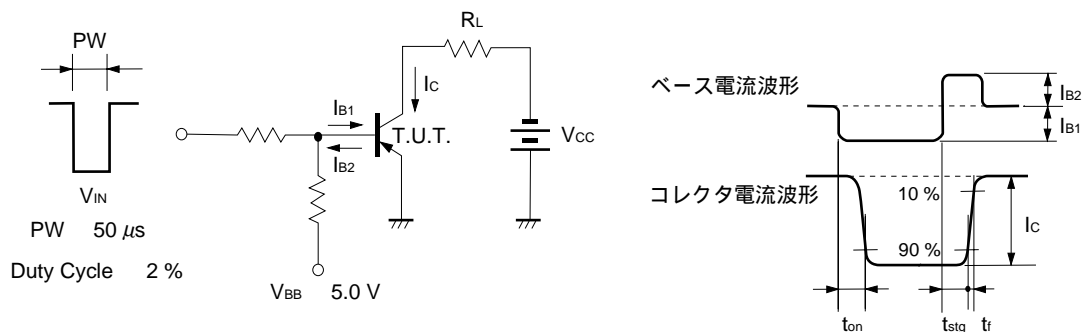 PW
VIN
PW 50 μs
Duty Cycle 2 %
RL
IC
IB1
IB2
T.U.T.
VCC
VBB 5.0 V
ベース電流波形
IB2
IB1
コレクタ電流波形
10 %
90 %
IC
ton
tstg
tf